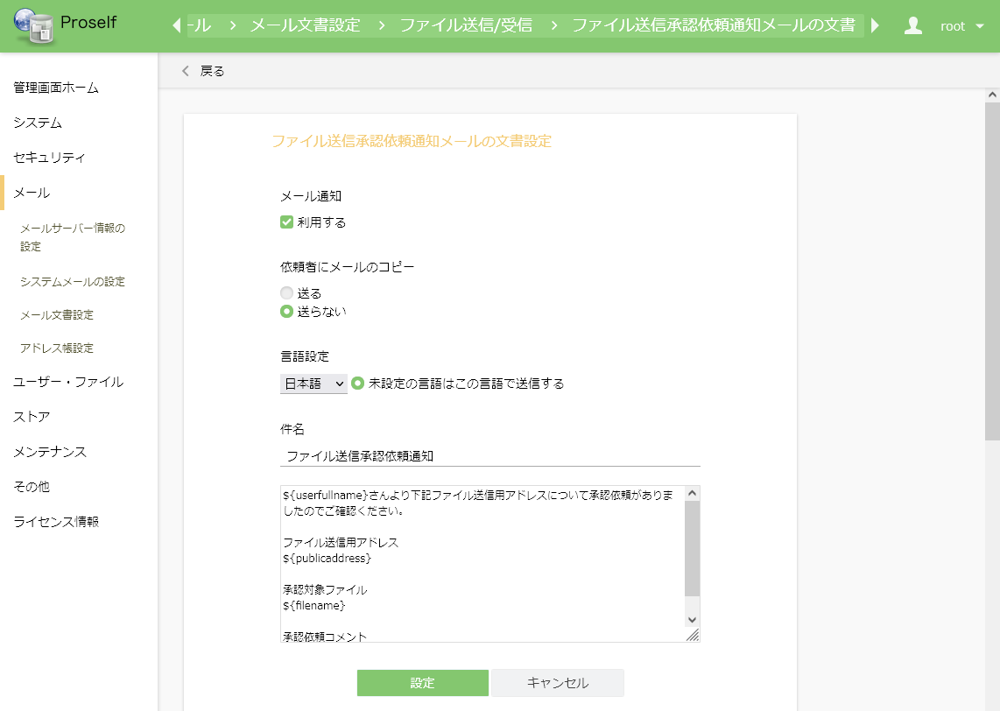 Proself
ール > メール文書設定 > ファイル送信/受信 > ファイル送信承認依頼通知メールの文書
root
戻る
管理画面ホーム
システム
セキュリティ
メール
メールサーバー情報の
設定
システムメールの設定
メール文書設定
アドレス帳設定
ユーザー・ファイル
ストア
メンテナンス
その他
ライセンス情報
ファイル送信承認依頼通知メールの文書設定
メール通知
利用する
依頼者にメールのコピー
送る
送らない
言語設定
日本語 未設定の言語はこの言語で送信する
件名
ファイル送信承認依頼通知
${userfullname}さんより下記ファイル送信用アドレスについて承認依頼がありま
したのでご確認ください。
ファイル送信用アドレス
${publicaddress}
承認対象ファイル
${filename}
承認依頼コメント
設定 キャンセル